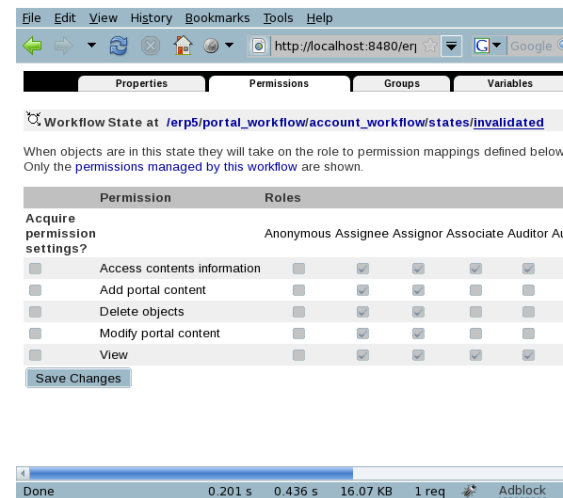 File Edit View History Bookmarks Tools Help
http://localhost:8480/erp G Google
Properties Permissions Groups Variables
Workflow State at /erp5/portal_workflow/account_workflow/states/invalidated
When objects are in this state they will take on the role to permission mappings defined below
Only the permissions managed by this workflow are shown.
Permission Roles
Acquire
permission
settings?
Anonymous Assignee Assignor Associate Auditor Au
Access contents information
Add portal content
Delete objects
Modify portal content
View
Save Changes
Done 0.201 s 0.436 s 16.07 KB 1 req Adblock